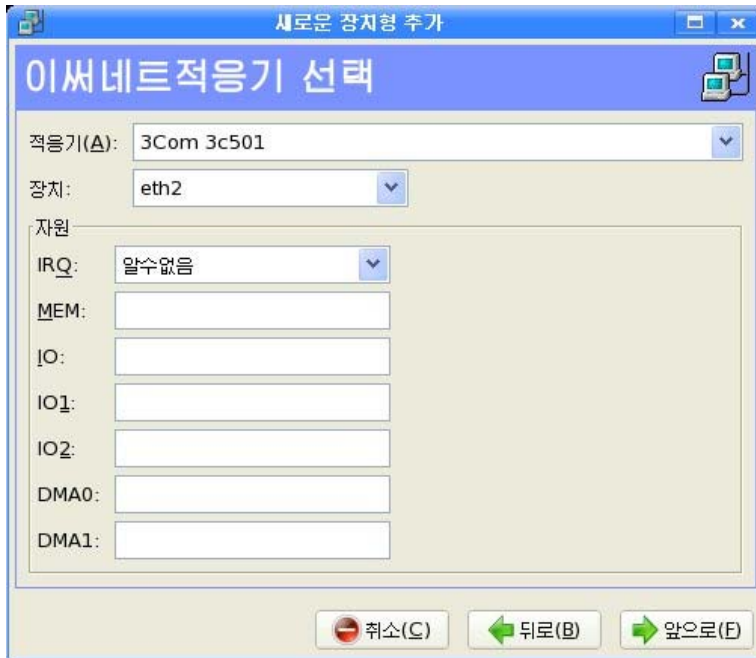 새로운 장치형 추가
이써네트적응기 선택
적응기(A): 3Com 3c501
장치: eth2
자원
IRQ: 알수없음
MEM:
IO:
IO1:
IO2:
DMA0:
DMA1:
취소(C) 뒤로(B) 앞으로(F)